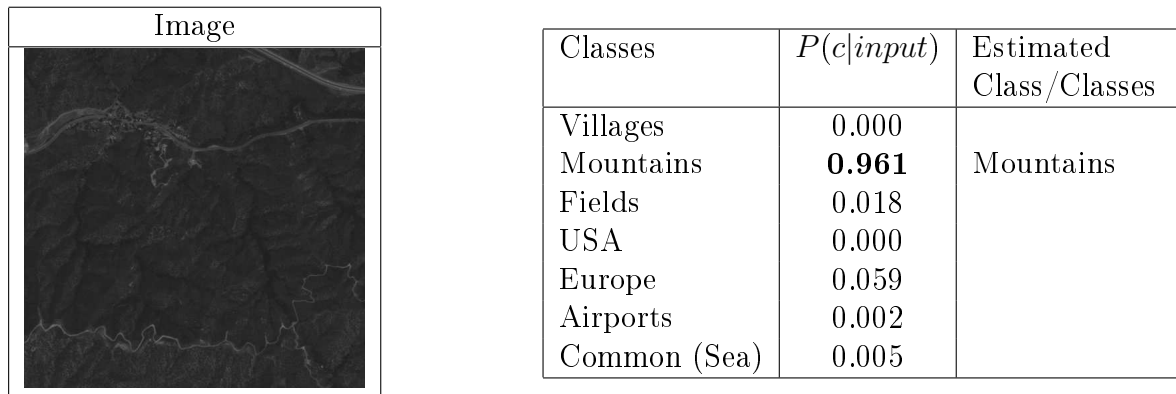 Image
Classes P(c|input) Estimated
Class/Classes
Villages 0.000
Mountains 0.961 Mountains
Fields 0.018
USA 0.000
Europe 0.059
Airports 0.002
Common (Sea) 0.005